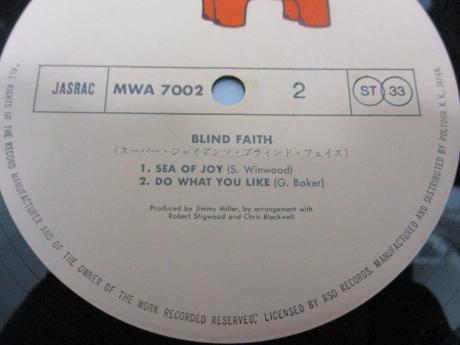 JASRAC MWA 7002 2 ST 33
BLIND FAITH
(スーパー・ジャイアンツ・ブラインド・フェイス)
1. SEA OF JOY (S. Winwood)
2. DO WHAT YOU LIKE (G. Baker)
Produced by Jimmy Miller, by arrangement with
Robert Stigwood and Chris Blackwell
"ALL RIGHTS OF THE RECORD MANUFACTURER AND OF THE OWNER OF THE WORK RECORDED RESERVED", LICENSED BY RSO RECORDS, MANUFACTURED AND DISTRIBUTED BY POLYDOR K. K., JAPAN.